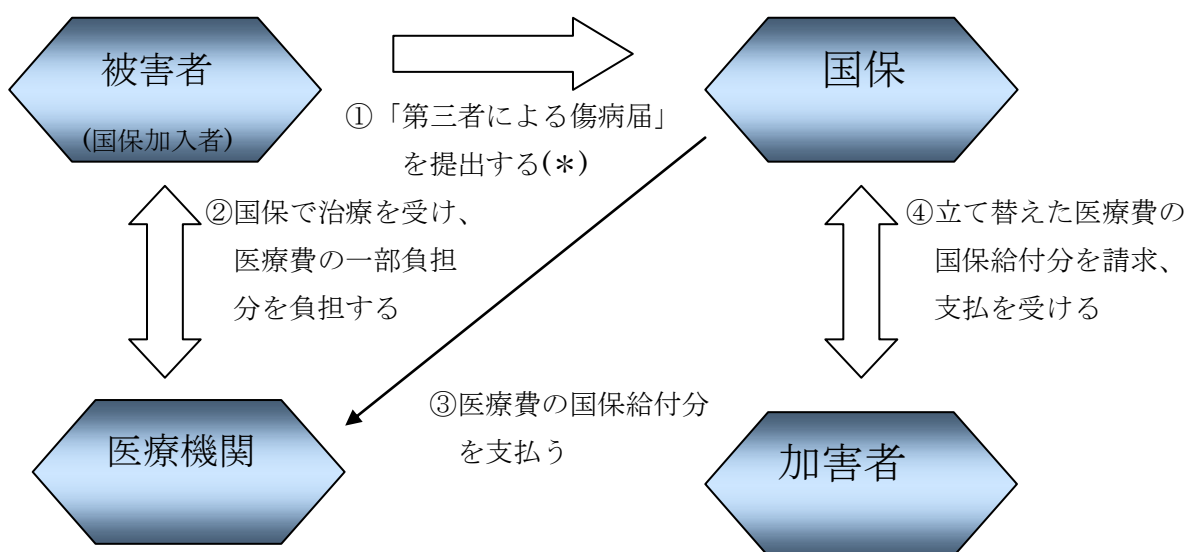 被害者
(国保加入者)
国保
①「第三者による傷病届」
を提出する(＊)
②国保で治療を受け、
医療費の一部負担
分を負担する
④立て替えた医療費の
国保給付分を請求、
支払を受ける
③医療費の国保給付分
を支払う
医療機関
加害者